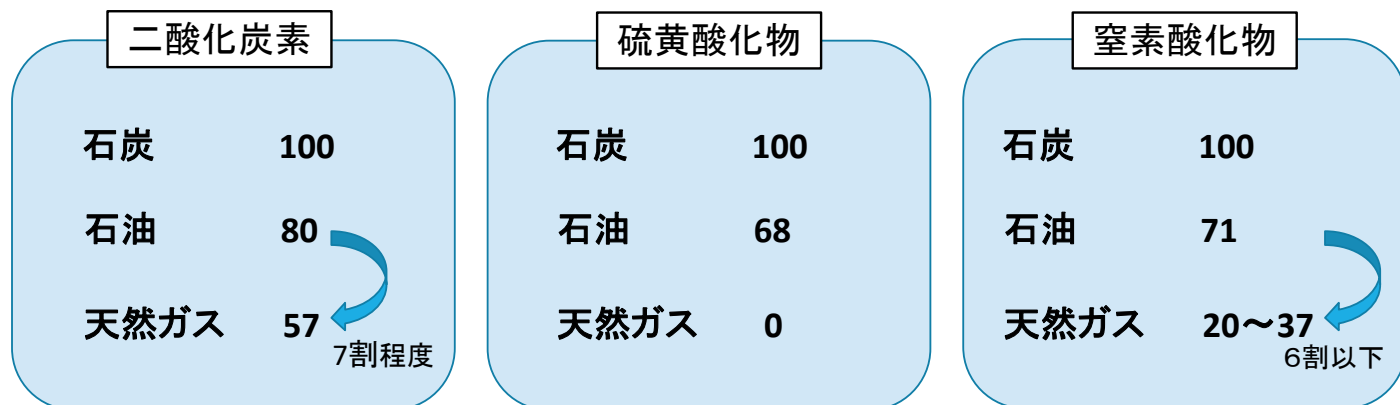 二酸化炭素
石炭 100
石油 80
天然ガス 57
7割程度
硫黄酸化物
石炭 100
石油 68
天然ガス 0
窒素酸化物
石炭 100
石油 71
天然ガス 20～37
６割以下